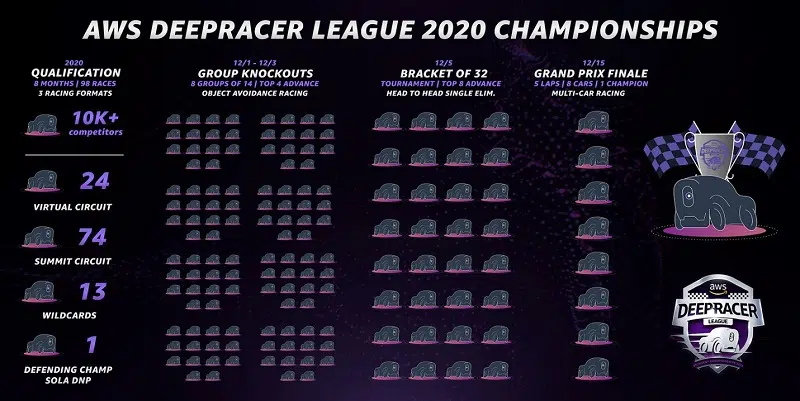 AWS DEEPRACER LEAGUE 2020 CHAMPIONSHIPS
2020
QUALIFICATION
8 MONTHS | 98 RACES
3 RACING FORMATS
10K+
competitors
24
VIRTUAL CIRCUIT
74
SUMMIT CIRCUIT
13
WILDCARDS
1
DEFENDING CHAMP
SOLA DNP
12/1 - 12/3
GROUP KNOCKOUTS
8 GROUPS OF 14 | TOP 4 ADVANCE
OBJECT AVOIDANCE RACING
12/5
BRACKET OF 32
TOURNAMENT | TOP 8 ADVANCE
HEAD TO HEAD SINGLE ELIM.
12/15
GRAND PRIX FINALE
5 LAPS | 8 CARS | 1 CHAMPION
MULTI-CAR RACING
DEEPRACER
aws
DEEPRACER
LEAGUE